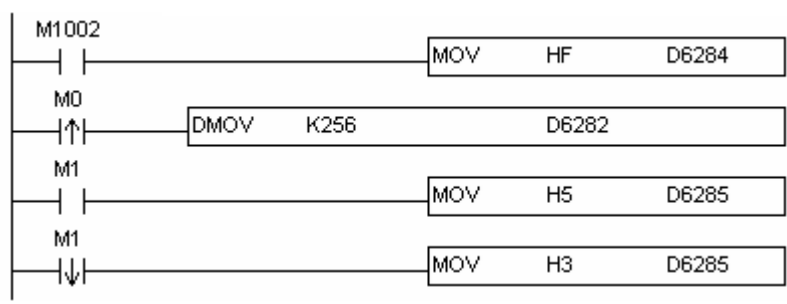 M1002
MOV HF D6284
M0
DMOV K256 D6282
M1
MOV H5 D6285
M1
MOV H3 D6285